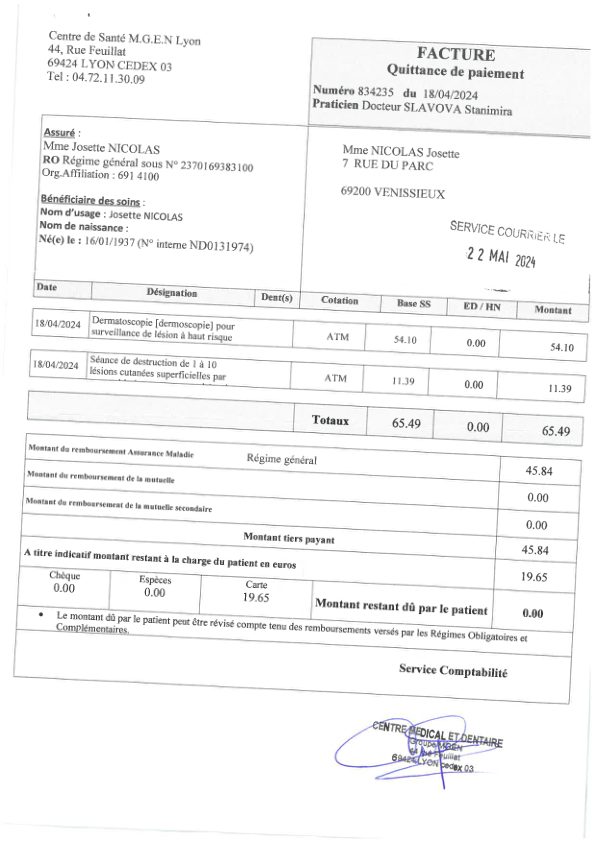 Centre de Santé M.G.E.N Lyon
44, Rue Feuillat
69424 LYON CEDEX 03
Tel : 04.72.11.30.09
FACTURE
Quittance de paiement
Numéro 834235 du 18/04/2024
Praticien Docteur SLAVOVA Stanimira
Assuré :
Mme Josette NICOLAS
RO Régime général sous N° 2370169383100
Org.Affiliation : 691 4100
Bénéficiaire des soins :
Nom d'usage : Josette NICOLAS
Nom de naissance :
Né(e) le : 16/01/1937 (N° interne ND0131974)
Mme NICOLAS Josette
7 RUE DU PARC
69200 VENISSIEUX
SERVICE COURRIER LE
22 MAI 2024
Date Désignation Dent(s) Cotation Base SS ED / HN Montant
18/04/2024 Dermatoscopie [dermoscopie] pour
surveillance de lésion à haut risque ATM 54.10 0.00 54.10
18/04/2024 Séance de destruction de 1 à 10
lésions cutanées superficielles par ATM 11.39 0.00 11.39
Totaux 65.49 0.00 65.49
Montant du remboursement Assurance Maladie Régime général 45.84
Montant du remboursement de la mutuelle 0.00
Montant du remboursement de la mutuelle secondaire 0.00
Montant tiers payant 45.84
A titre indicatif montant restant à la charge du patient en euros 19.65
Chèque Espèces Carte
0.00 0.00 19.65 Montant restant dû par le patient 0.00
• Le montant dû par le patient peut être révisé compte tenu des remboursements versés par les Régimes Obligatoires et
Complémentaires.
Service Comptabilité
CENTRE MEDICAL ET DENTAIRE
Groupe MGEN
Feuillat
69424 LYON cedex 03